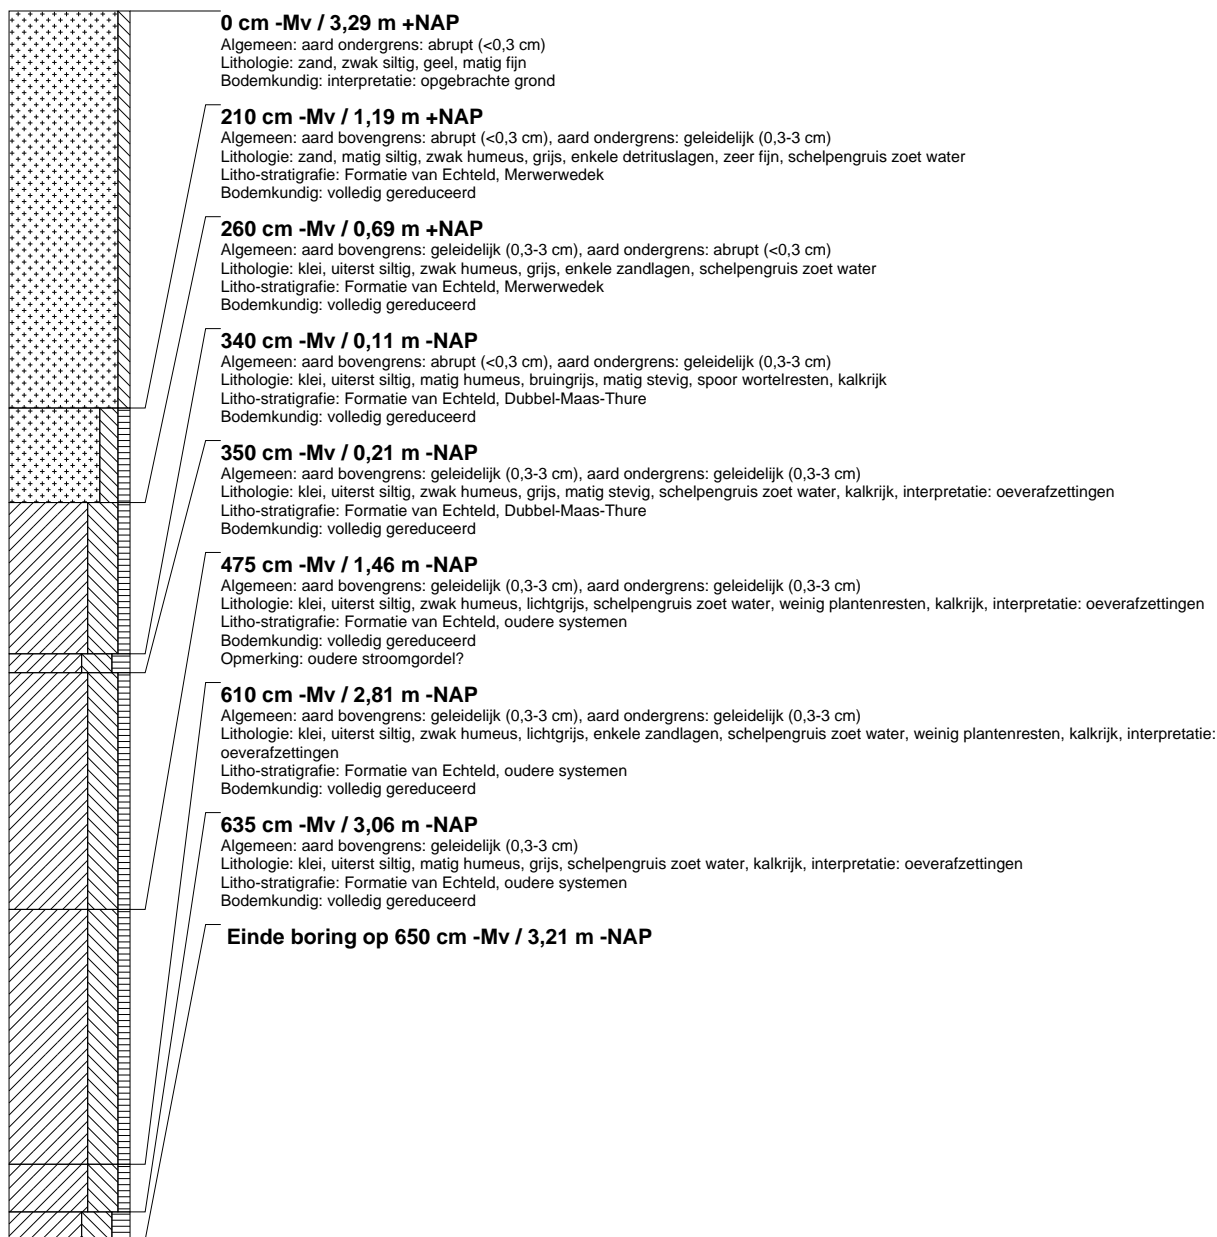 0 cm -Mv / 3,29 m +NAP
Algemeen: aard ondergrens: abrupt (<0,3 cm)
Lithologie: zand, zwak siltig, geel, matig fijn
Bodemkundig: interpretatie: opgebrachte grond
210 cm -Mv / 1,19 m +NAP
Algemeen: aard bovengrens: abrupt (<0,3 cm), aard ondergrens: geleidelijk (0,3-3 cm)
Lithologie: zand, matig siltig, zwak humeus, grijs, enkele detrituslagen, zeer fijn, schelpengruis zoet water
Litho-stratigrafie: Formatie van Echteld, Merwerwedek
Bodemkundig: volledig gereduceerd
260 cm -Mv / 0,69 m +NAP
Algemeen: aard bovengrens: geleidelijk (0,3-3 cm), aard ondergrens: abrupt (<0,3 cm)
Lithologie: klei, uiterst siltig, zwak humeus, grijs, enkele zandlagen, schelpengruis zoet water
Litho-stratigrafie: Formatie van Echteld, Merwerwedek
Bodemkundig: volledig gereduceerd
340 cm -Mv / 0,11 m -NAP
Algemeen: aard bovengrens: abrupt (<0,3 cm), aard ondergrens: geleidelijk (0,3-3 cm)
Lithologie: klei, uiterst siltig, matig humeus, bruingrijs, matig stevig, spoor wortelresten, kalkrijk
Litho-stratigrafie: Formatie van Echteld, Dubbel-Maas-Thure
Bodemkundig: volledig gereduceerd
350 cm -Mv / 0,21 m -NAP
Algemeen: aard bovengrens: geleidelijk (0,3-3 cm), aard ondergrens: geleidelijk (0,3-3 cm)
Lithologie: klei, uiterst siltig, zwak humeus, grijs, matig stevig, schelpengruis zoet water, kalkrijk, interpretatie: oeverafzettingen
Litho-stratigrafie: Formatie van Echteld, Dubbel-Maas-Thure
Bodemkundig: volledig gereduceerd
475 cm -Mv / 1,46 m -NAP
Algemeen: aard bovengrens: geleidelijk (0,3-3 cm), aard ondergrens: geleidelijk (0,3-3 cm)
Lithologie: klei, uiterst siltig, zwak humeus, lichtgrijs, schelpengruis zoet water, weinig plantenresten, kalkrijk, interpretatie: oeverafzettingen
Litho-stratigrafie: Formatie van Echteld, oudere systemen
Bodemkundig: volledig gereduceerd
Opmerking: oudere stroomgordel?
610 cm -Mv / 2,81 m -NAP
Algemeen: aard bovengrens: geleidelijk (0,3-3 cm), aard ondergrens: geleidelijk (0,3-3 cm)
Lithologie: klei, uiterst siltig, zwak humeus, lichtgrijs, enkele zandlagen, schelpengruis zoet water, weinig plantenresten, kalkrijk, interpretatie:
oeverafzettingen
Litho-stratigrafie: Formatie van Echteld, oudere systemen
Bodemkundig: volledig gereduceerd
635 cm -Mv / 3,06 m -NAP
Algemeen: aard bovengrens: geleidelijk (0,3-3 cm)
Lithologie: klei, uiterst siltig, matig humeus, grijs, schelpengruis zoet water, kalkrijk, interpretatie: oeverafzettingen
Litho-stratigrafie: Formatie van Echteld, oudere systemen
Bodemkundig: volledig gereduceerd
Einde boring op 650 cm -Mv / 3,21 m -NAP